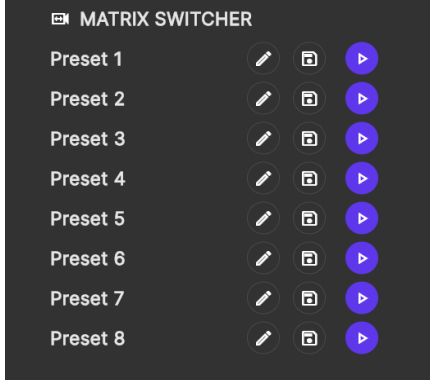 MATRIX SWITCHER
Preset 1
Preset 2
Preset 3
Preset 4
Preset 5
Preset 6
Preset 7
Preset 8